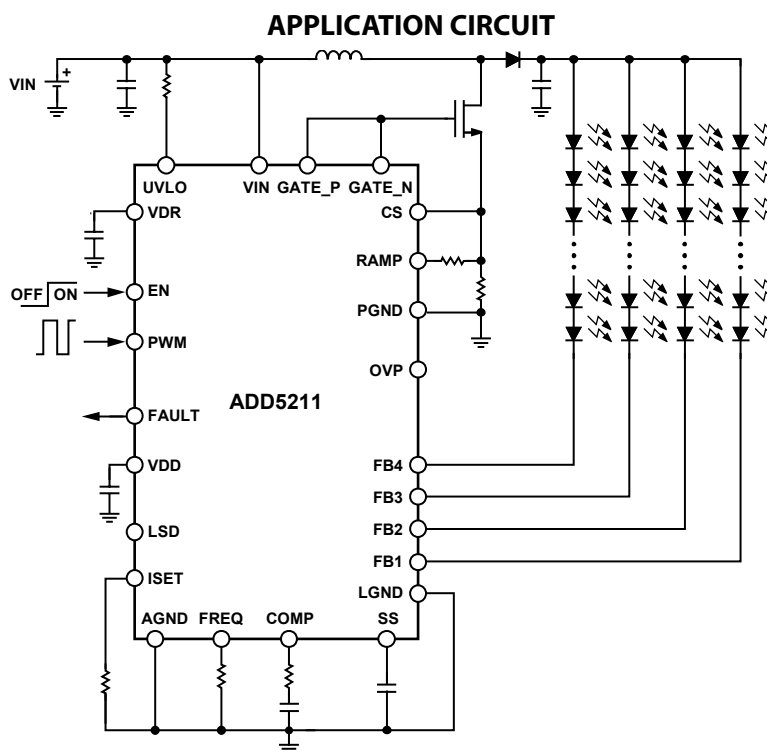 APPLICATION CIRCUIT
VIN
UVLO VIN GATE_P GATE_N
VDR
CS
RAMP
OFF ON
EN
PGND
PWM
OVP
ADD5211
FAULT
VDD
FB4
FB3
LSD
FB2
FB1
ISET
LGND
AGND FREQ COMP SS